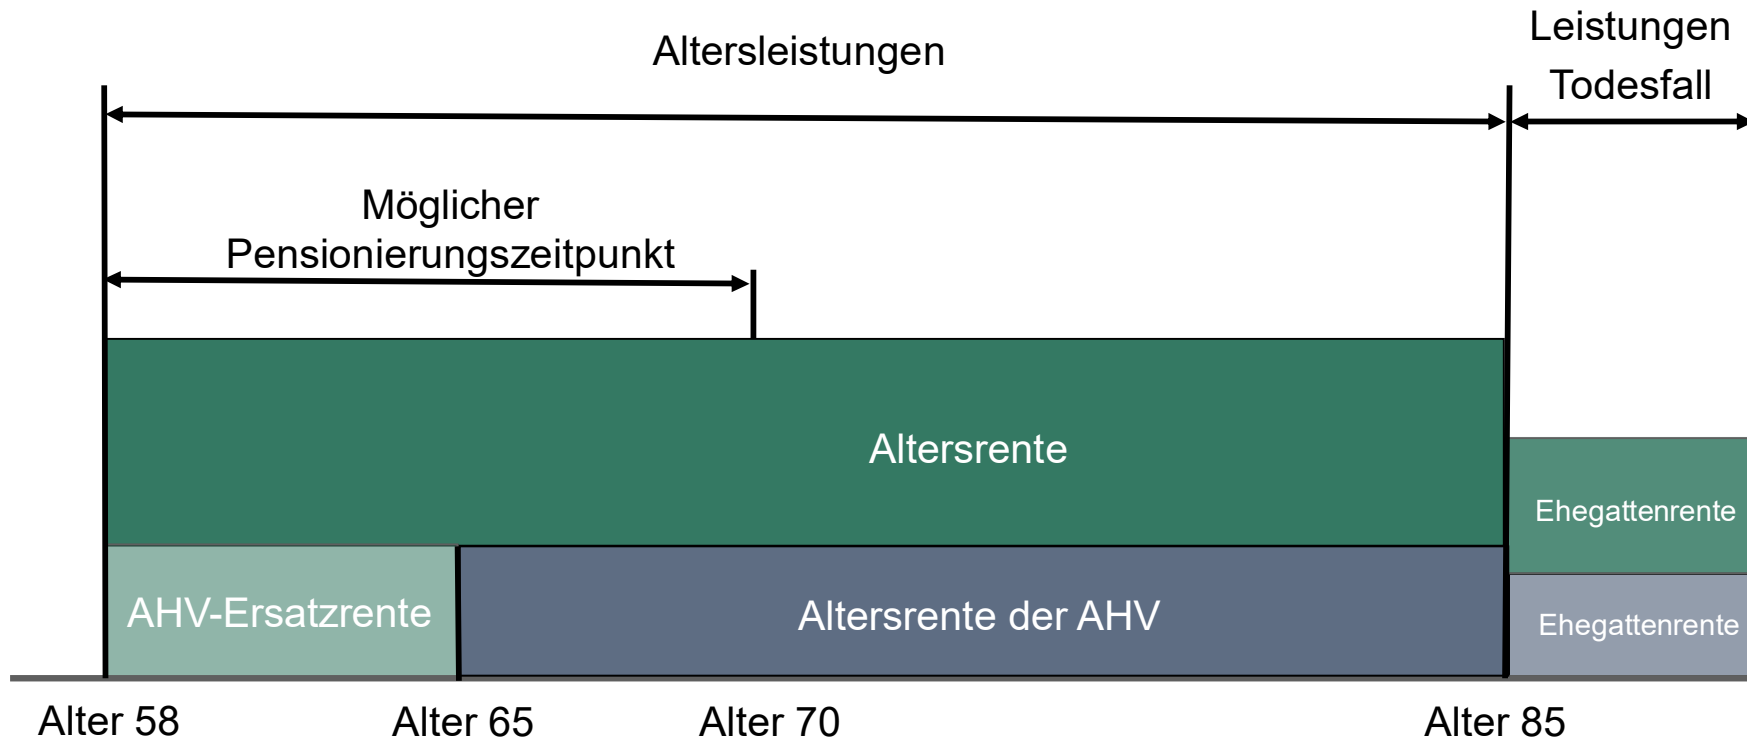 Altersleistungen
Leistungen
Todesfall
Möglicher
Pensionierungszeitpunkt
Altersrente
Ehegattenrente
AHV-Ersatzrente
Altersrente der AHV
Ehegattenrente
Alter 58
Alter 65
Alter 70
Alter 85